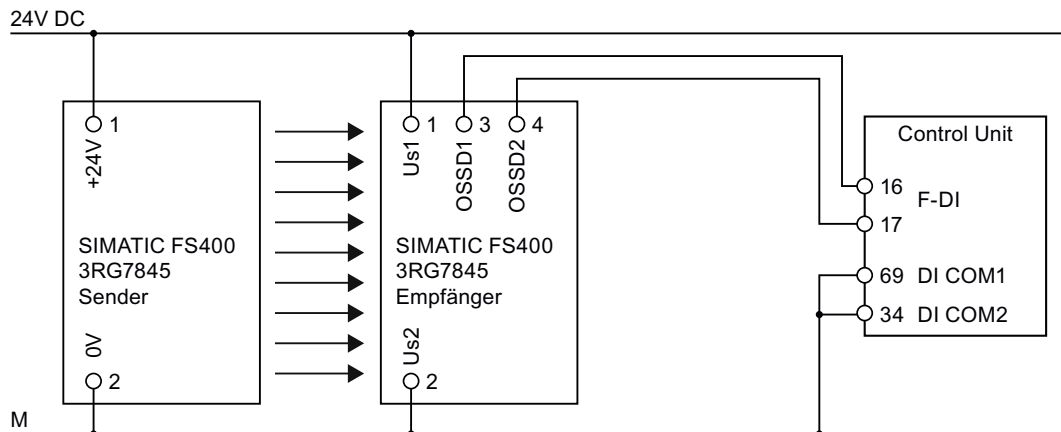 24V DC
1
+24V
SIMATIC FS400
3RG7845
Sender
0V
2
1
3
4
Us1
OSSD1
OSSD2
SIMATIC FS400
3RG7845
Empfänger
Us2
2
Control Unit
16
F-DI
17
69 DI COM1
34 DI COM2
M